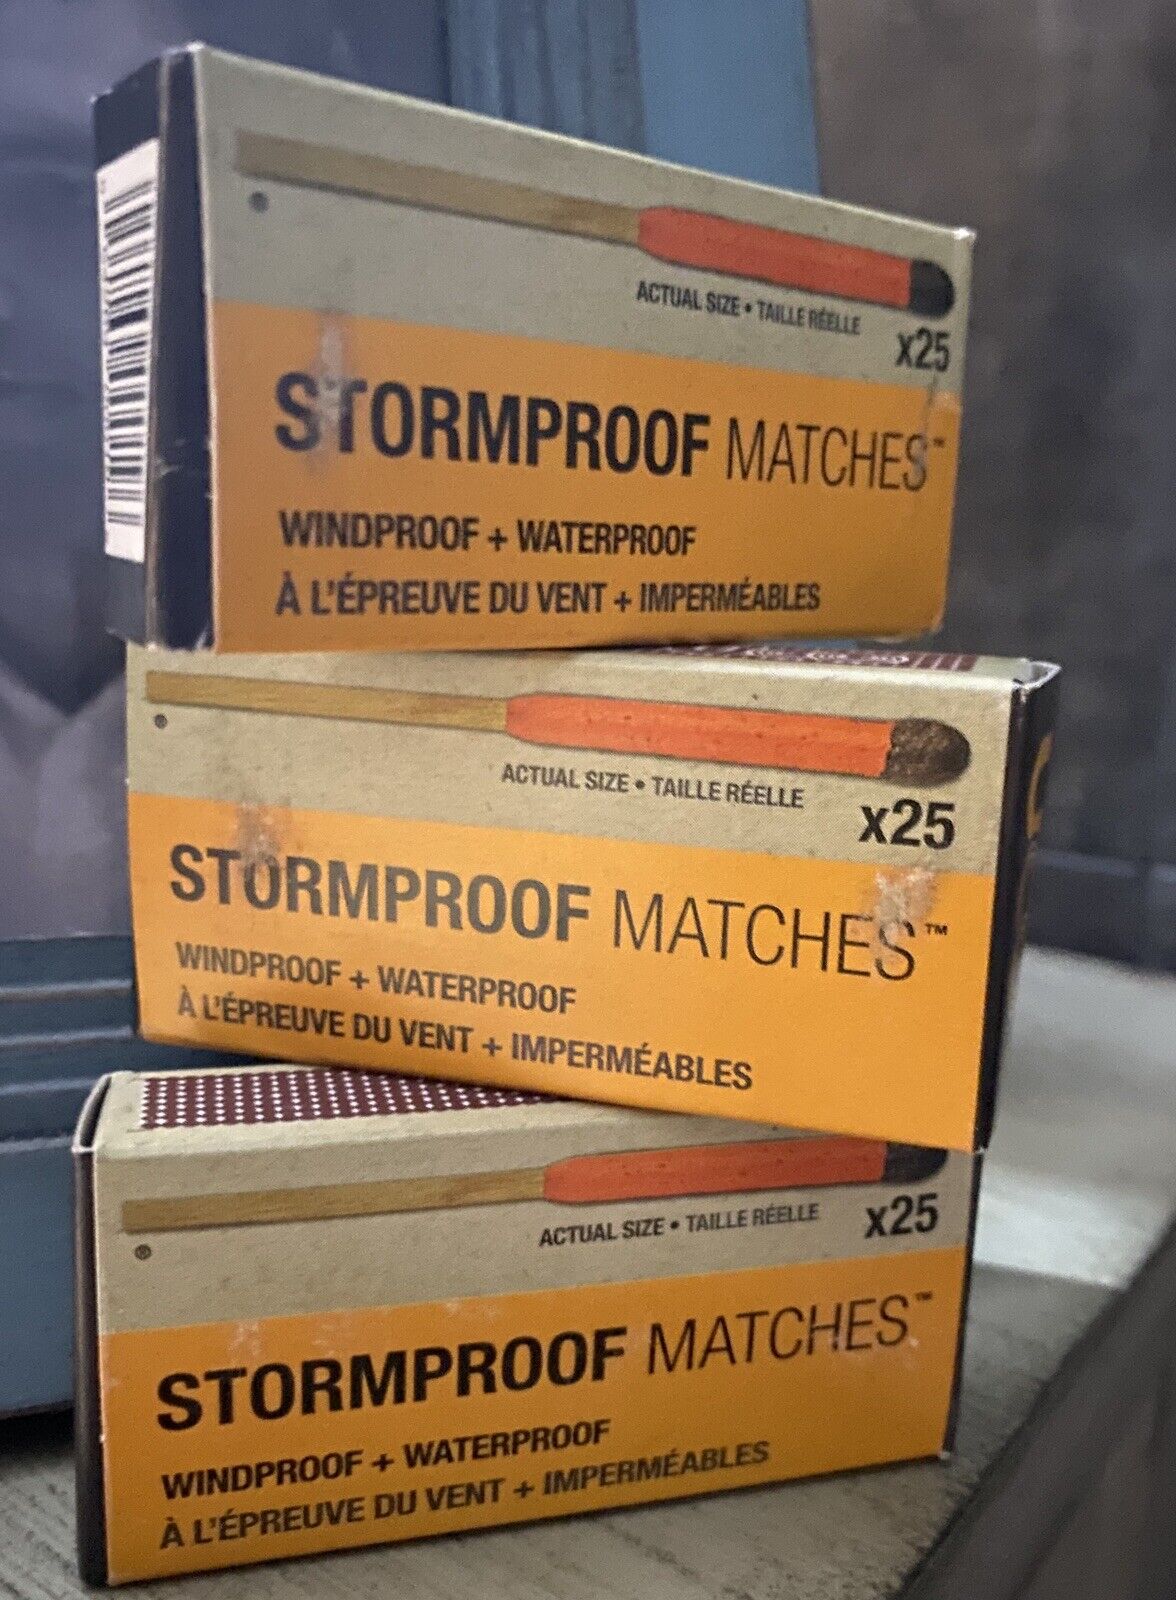 ACTUAL SIZE • TAILLE RÉELLE
x25
STORMPROOF MATCHES™
WINDPROOF + WATERPROOF
À L'ÉPREUVE DU VENT + IMPERMÉABLES
®
ACTUAL SIZE • TAILLE RÉELLE
x25
STORMPROOF MATCHES™
WINDPROOF + WATERPROOF
À L'ÉPREUVE DU VENT + IMPERMÉABLES
®
ACTUAL SIZE • TAILLE RÉELLE
x25
STORMPROOF MATCHES™
WINDPROOF + WATERPROOF
À L'ÉPREUVE DU VENT + IMPERMÉABLES